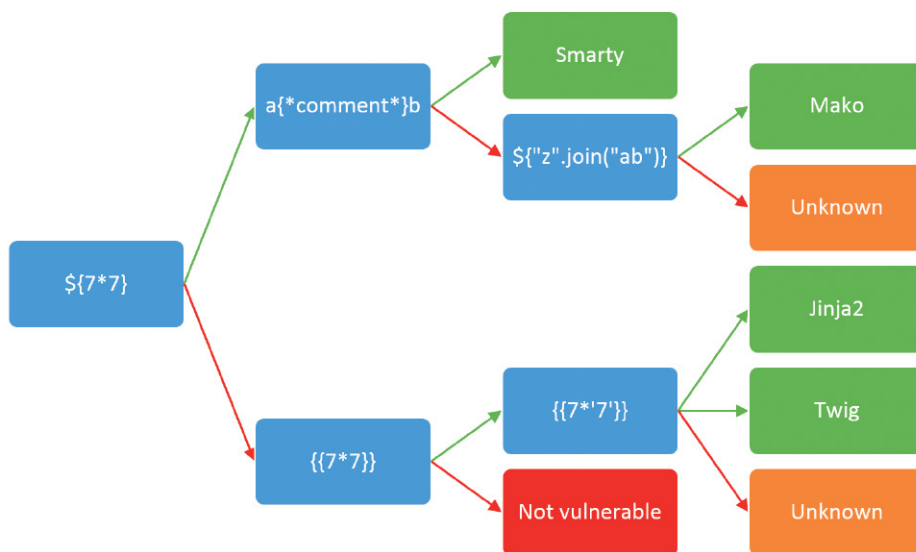 Smarty
a{*comment*}b
Mako
${"z".join("ab")}
Unknown
${7*7}
Jinja2
{{7*'7'}}
Twig
{{7*7}}
Not vulnerable
Unknown